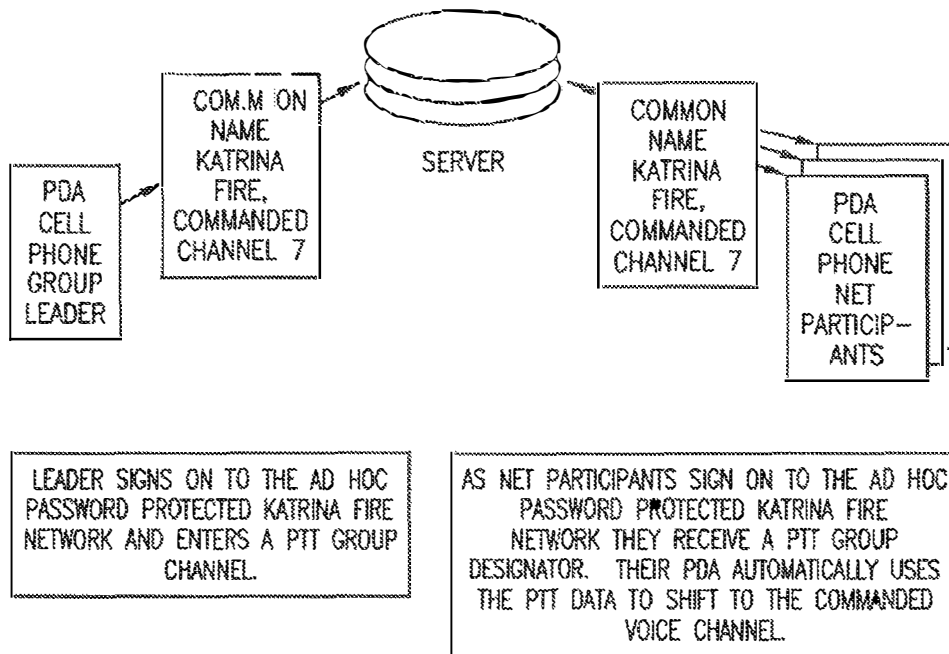 COM.M ON
NAME
KATRINA
FIRE,
COMMANDED
CHANNEL 7
SERVER
COMMON
NAME
KATRINA
FIRE,
COMMANDED
CHANNEL 7
PDA
CELL
PHONE
GROUP
LEADER
PDA
CELL
PHONE
NET
PARTICIP-
ANTS
LEADER SIGNS ON TO THE AD HOC
PASSWORD PROTECTED KATRINA FIRE
NETWORK AND ENTERS A PTT GROUP
CHANNEL.
AS NET PARTICIPANTS SIGN ON TO THE AD HOC
PASSWORD PROTECTED KATRINA FIRE
NETWORK THEY RECEIVE A PTT GROUP
DESIGNATOR. THEIR PDA AUTOMATICALLY USES
THE PTT DATA TO SHIFT TO THE COMMANDED
VOICE CHANNEL.